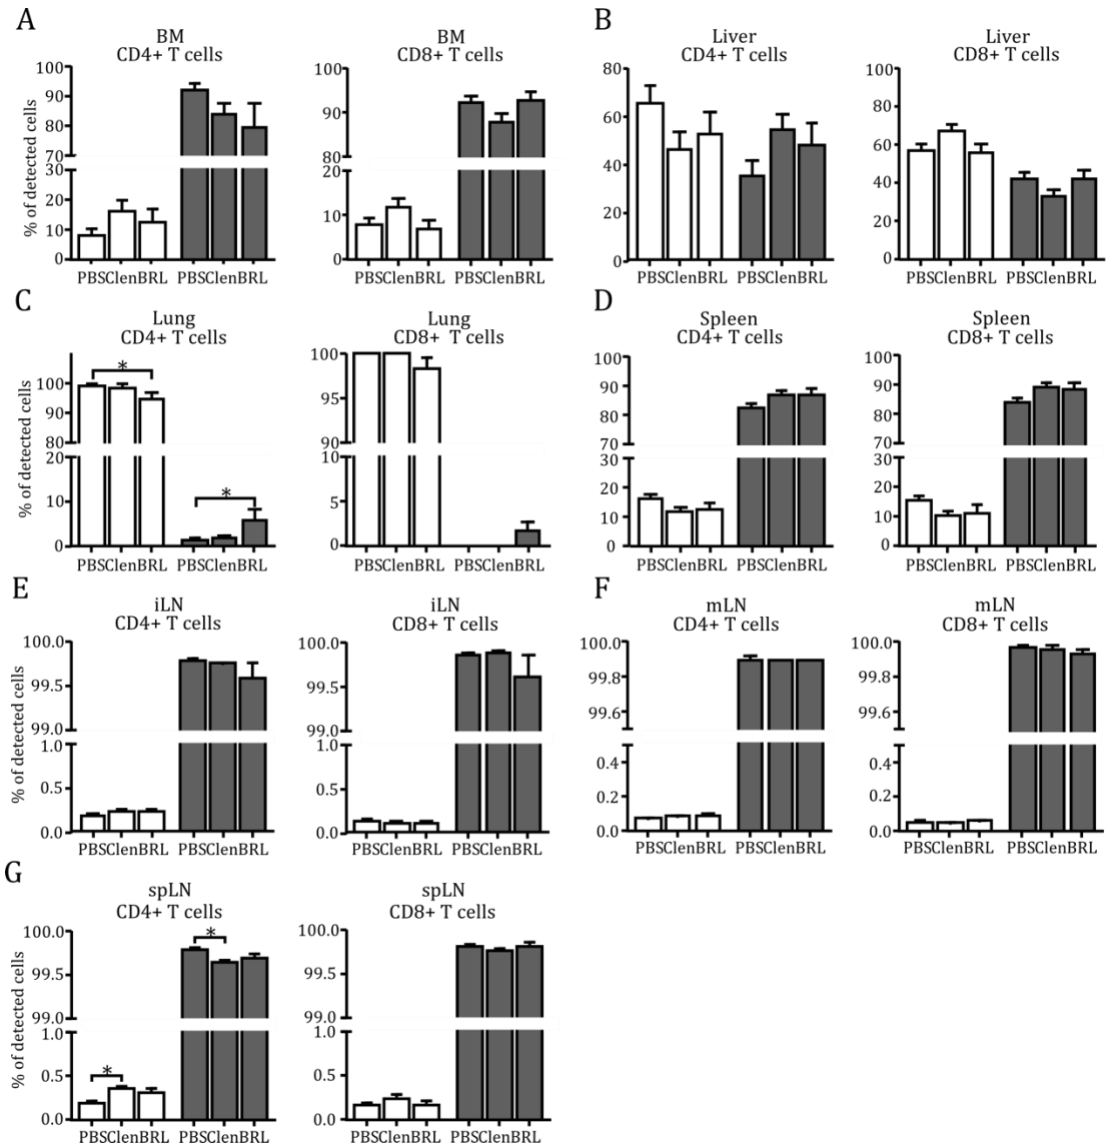 A
BM
CD4+ T cells
% of detected cells
100
90
80
70
30
20
10
0
PBSClenBRL PBSClenBRL
BM
CD8+ T cells
100
90
80
20
10
0
PBSClenBRL PBSClenBRL
B
Liver
CD4+ T cells
80
60
40
20
0
PBSClenBRL PBSClenBRL
Liver
CD8+ T cells
100
80
60
40
20
0
PBSClenBRL PBSClenBRL
C
Lung
CD4+ T cells
% of detected cells
100
90
80
20
10
0
*
*
PBSClenBRL PBSClenBRL
Lung
CD8+ T cells
100
95
90
10
5
0
PBSClenBRL PBSClenBRL
D
Spleen
CD4+ T cells
100
90
80
70
30
20
10
0
PBSClenBRL PBSClenBRL
Spleen
CD8+ T cells
100
90
80
70
30
20
10
0
PBSClenBRL PBSClenBRL
E
iLN
CD4+ T cells
% of detected cells
100.0
99.5
99.0
1.0
0.5
0.0
PBSClenBRL PBSClenBRL
iLN
CD8+ T cells
100.0
99.5
99.0
1.0
0.5
0.0
PBSClenBRL PBSClenBRL
F
mLN
CD4+ T cells
100.0
99.8
99.6
0.4
0.2
0.0
PBSClenBRL PBSClenBRL
mLN
CD8+ T cells
100.0
99.8
99.6
0.4
0.2
0.0
PBSClenBRL PBSClenBRL
G
spLN
CD4+ T cells
% of detected cells
100.0
99.5
99.0
1.0
0.5
0.0
*
*
PBSClenBRL PBSClenBRL
spLN
CD8+ T cells
100.0
99.5
99.0
1.0
0.5
0.0
PBSClenBRL PBSClenBRL